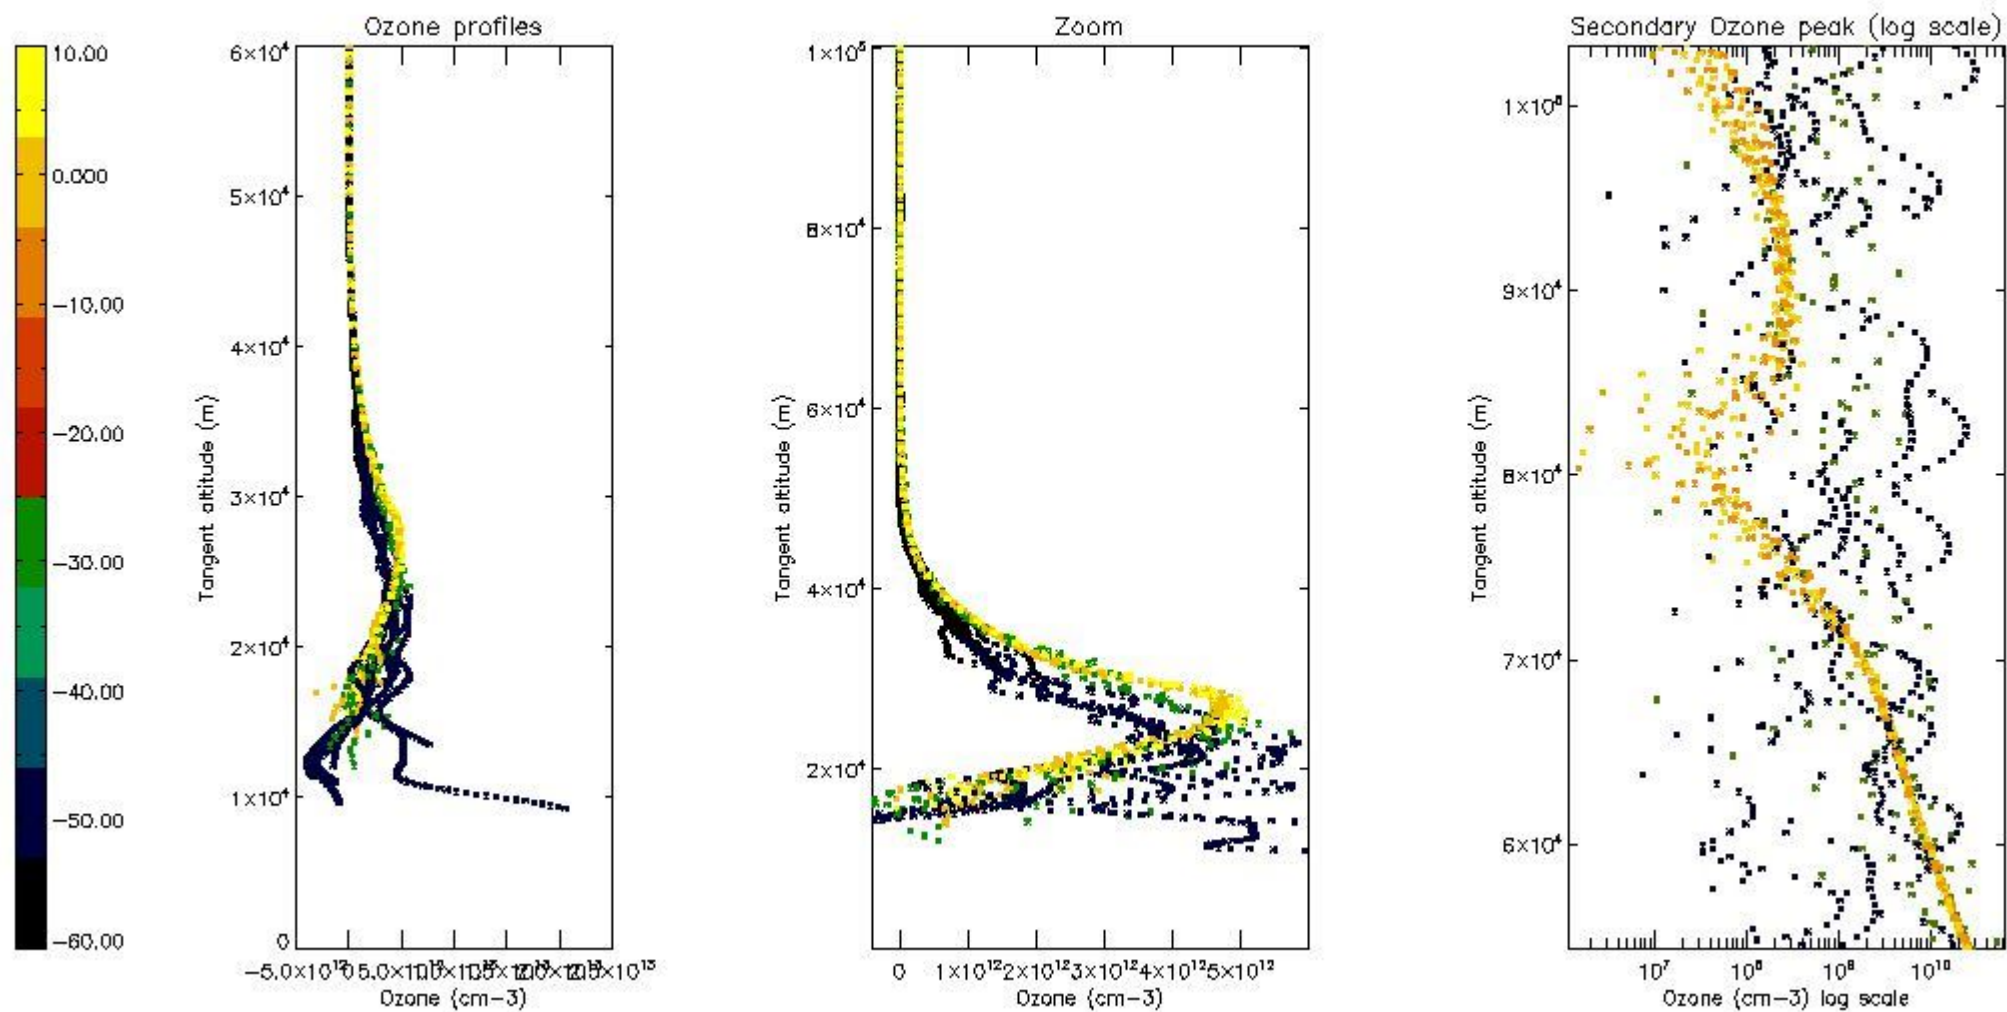 Ozone profiles
Zoom
Secondary Ozone peak (log scale)
10.00
0.000
−10.00
−20.00
−30.00
−40.00
−50.00
−60.00
6×10⁴
5×10⁴
4×10⁴
3×10⁴
2×10⁴
1×10⁴
0
Tangent altitude (m)
Ozone (cm−3)
1×10⁵
8×10⁴
6×10⁴
4×10⁴
2×10⁴
Tangent altitude (m)
0 1×10¹² 2×10¹² 3×10¹² 4×10¹² 5×10¹²
Ozone (cm−3)
9×10⁴
8×10⁴
7×10⁴
6×10⁴
Tangent altitude (m)
10⁷ 10⁸ 10⁹ 10¹⁰
Ozone (cm−3) log scale